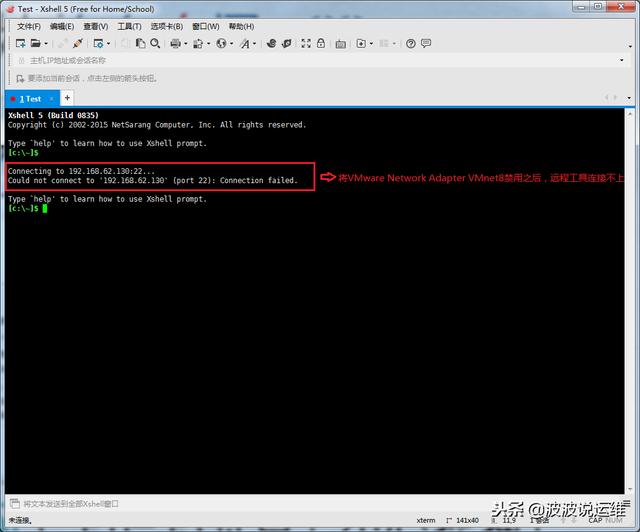 Test - Xshell 5 (Free for Home/School)
文件(F) 编辑(E) 查看(V) 工具(T) 选项卡(B) 窗口(W) 帮助(H)
主机,IP地址或会话名称
要添加当前会话，点击左侧的箭头按钮。
1 Test × +
Xshell 5 (Build 0835)
Copyright (c) 2002-2015 NetSarang Computer, Inc. All rights reserved.
Type `help' to learn how to use Xshell prompt.
[c:\~]$
Connecting to 192.168.62.130:22...
Could not connect to '192.168.62.130' (port 22): Connection failed.
将VMware Network Adapter VMnet8禁用之后，远程工具连接不上
Type `help' to learn how to use Xshell prompt.
[c:\~]$
将文本发送到全部Xshell窗口
未连接。 xterm 141x40 11,9 1 会话 CAP NUM
头条 @波波说运维